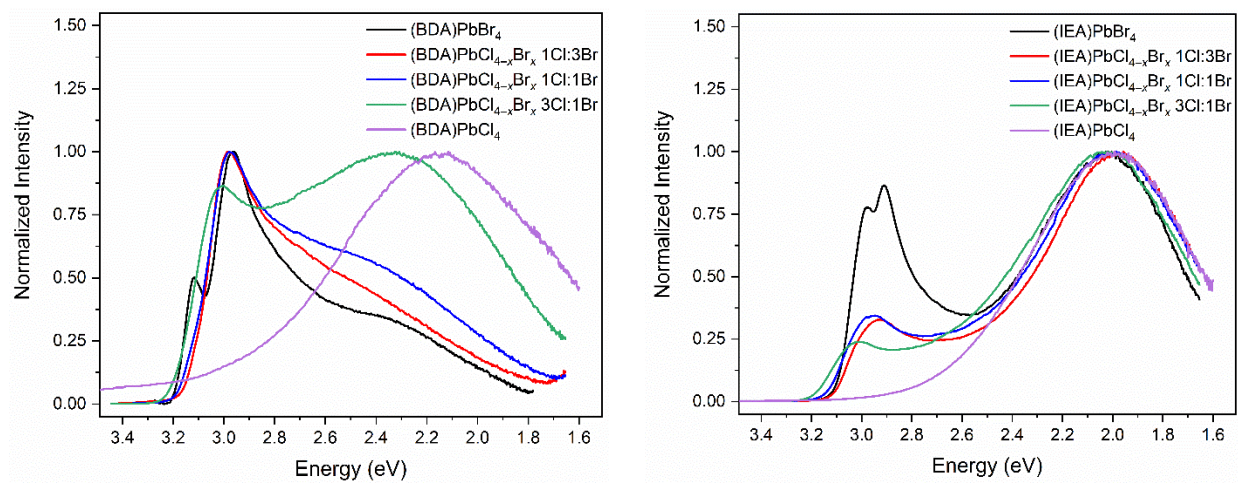 1.50
1.25
1.00
0.75
0.50
0.25
0.00
Normalized Intensity
3.4 3.2 3.0 2.8 2.6 2.4 2.2 2.0 1.8 1.6
Energy (eV)
(BDA)PbBr₄
(BDA)PbCl₄₋ₓBrₓ 1Cl:3Br
(BDA)PbCl₄₋ₓBrₓ 1Cl:1Br
(BDA)PbCl₄₋ₓBrₓ 3Cl:1Br
(BDA)PbCl₄
1.50
1.25
1.00
0.75
0.50
0.25
0.00
Normalized Intensity
3.4 3.2 3.0 2.8 2.6 2.4 2.2 2.0 1.8 1.6
Energy (eV)
(IEA)PbBr₄
(IEA)PbCl₄₋ₓBrₓ 1Cl:3Br
(IEA)PbCl₄₋ₓBrₓ 1Cl:1Br
(IEA)PbCl₄₋ₓBrₓ 3Cl:1Br
(IEA)PbCl₄